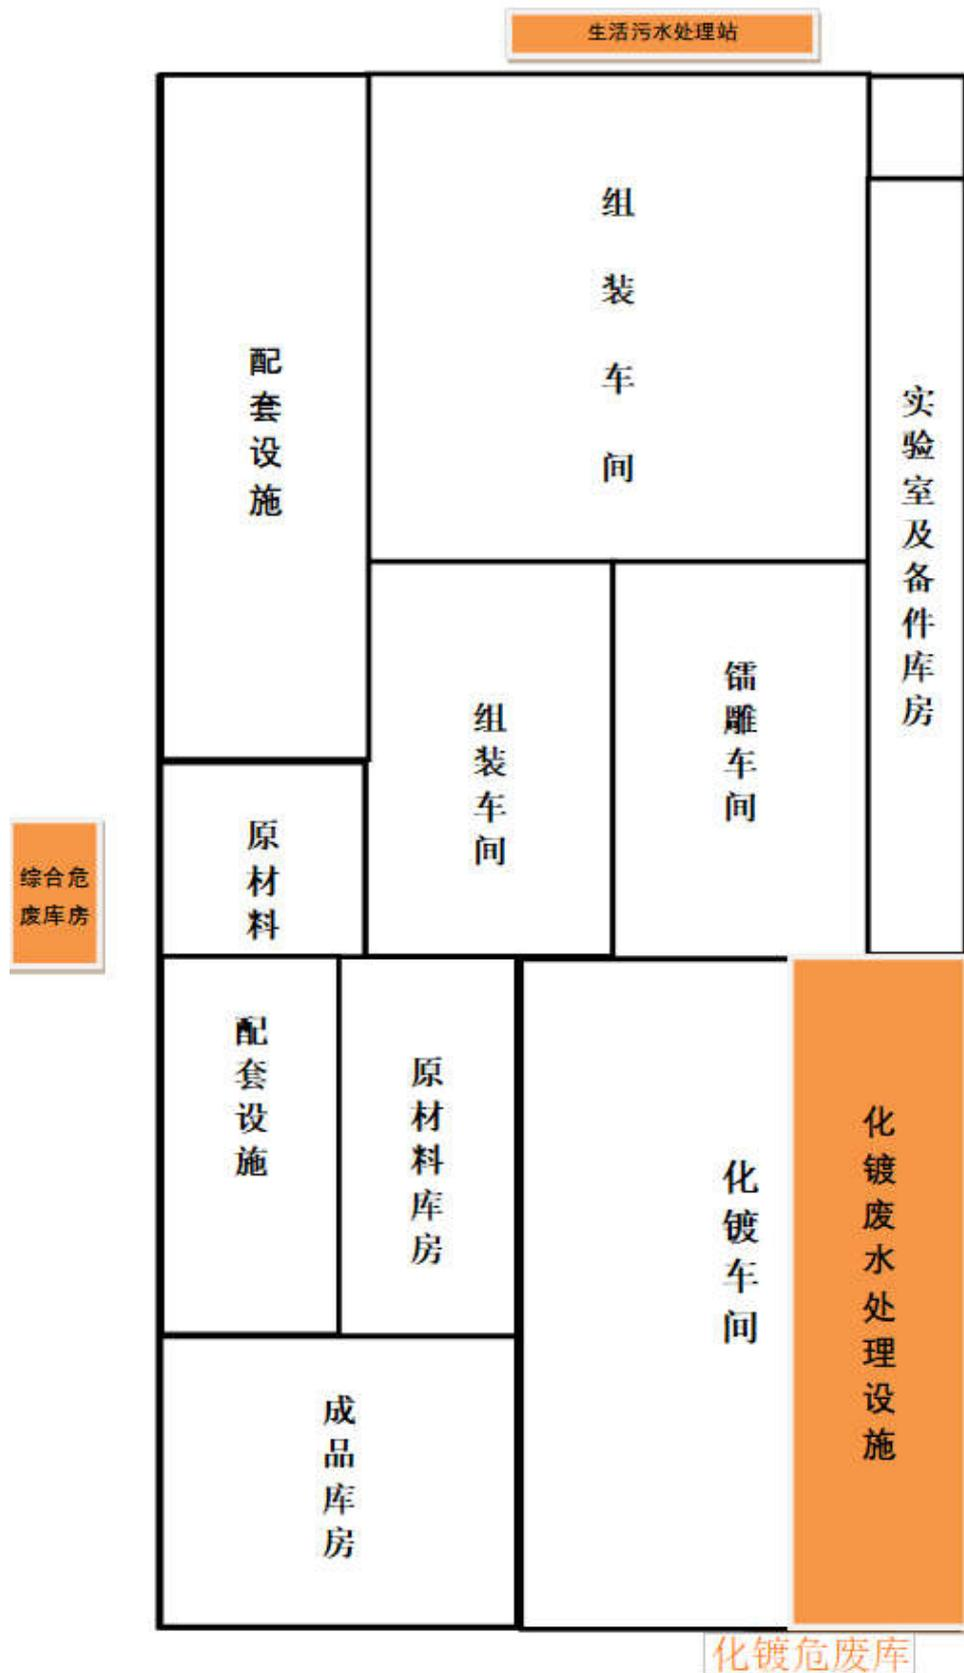 生活污水处理站
组装车间
配套设施
实验室及备件库房
组装车间
镭雕车间
原材料
综合危
废库房
配套设施
原材料库房
化镀车间
化镀废水处理设施
成品库房
化镀危废库